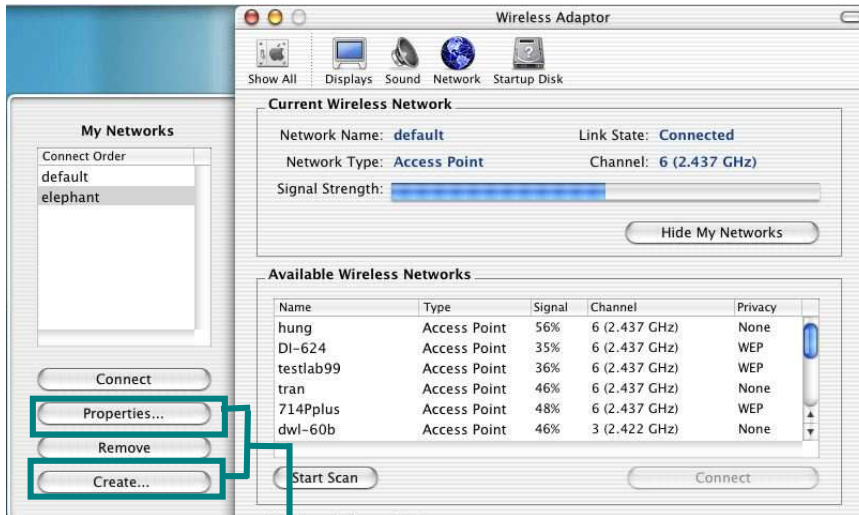 Wireless Adaptor
Show All Displays Sound Network Startup Disk
My Networks
Connect Order
default
elephant
Connect
Properties...
Remove
Create...
Current Wireless Network
Network Name: default Link State: Connected
Network Type: Access Point Channel: 6 (2.437 GHz)
Signal Strength:
Hide My Networks
Available Wireless Networks
Name Type Signal Channel Privacy
hung Access Point 56% 6 (2.437 GHz) None
DI-624 Access Point 35% 6 (2.437 GHz) WEP
testlab99 Access Point 36% 6 (2.437 GHz) WEP
tran Access Point 46% 6 (2.437 GHz) None
714Pplus Access Point 48% 6 (2.437 GHz) WEP
dwl-60b Access Point 46% 3 (2.422 GHz) None
Start Scan Connect